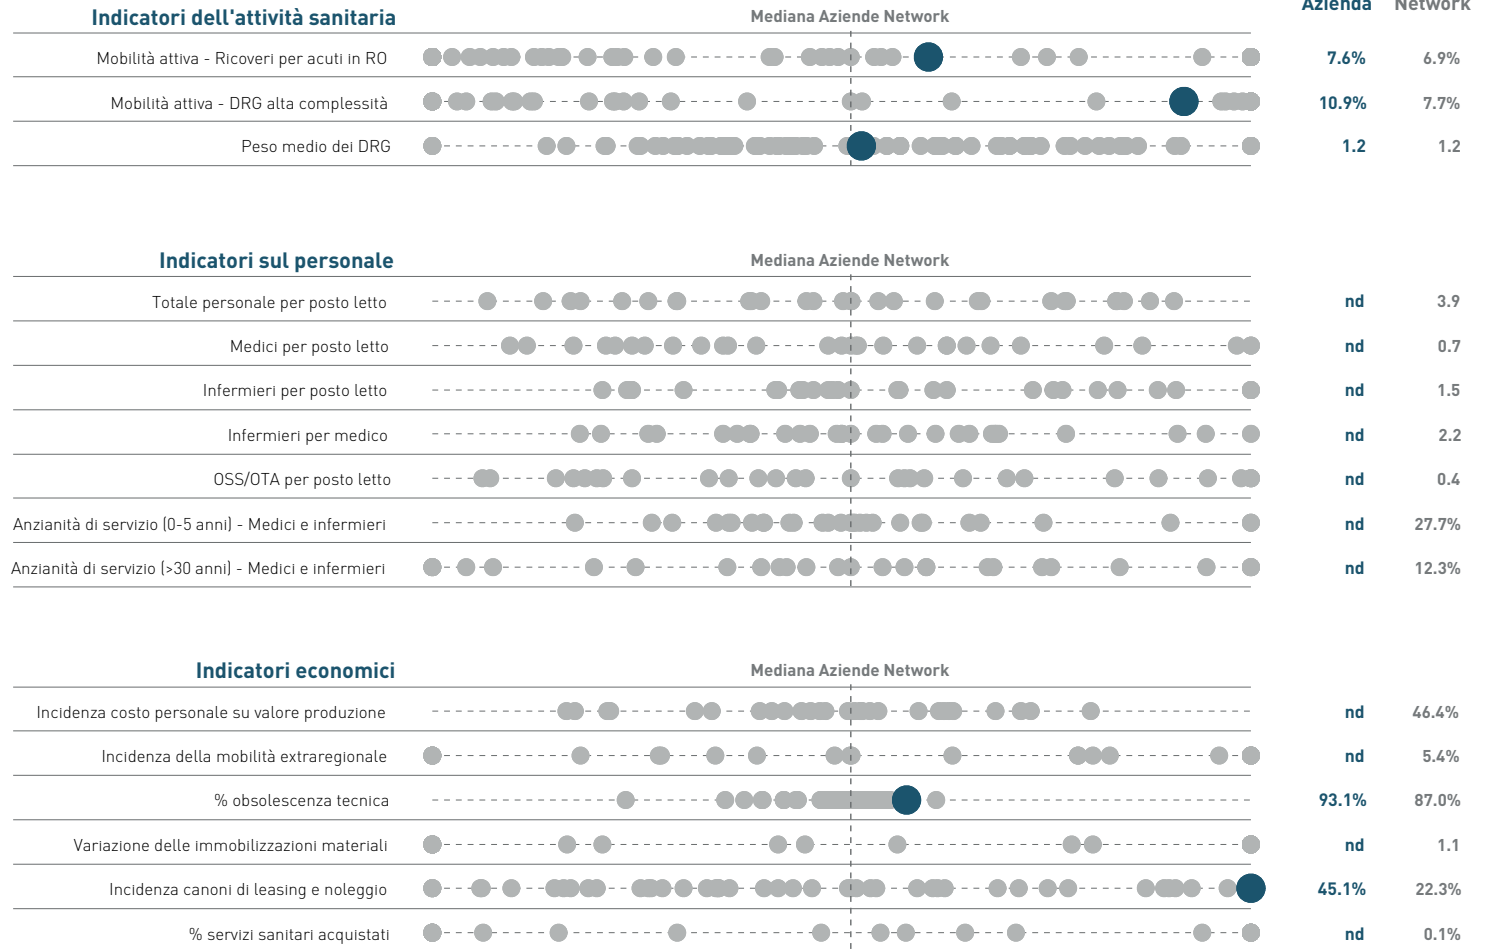 Azienda Network
Indicatori dell'attività sanitaria Mediana Aziende Network
Mobilità attiva - Ricoveri per acuti in RO 7.6% 6.9%
Mobilità attiva - DRG alta complessità 10.9% 7.7%
Peso medio dei DRG 1.2 1.2
Indicatori sul personale Mediana Aziende Network
Totale personale per posto letto nd 3.9
Medici per posto letto nd 0.7
Infermieri per posto letto nd 1.5
Infermieri per medico nd 2.2
OSS/OTA per posto letto nd 0.4
Anzianità di servizio (0-5 anni) - Medici e infermieri nd 27.7%
Anzianità di servizio (>30 anni) - Medici e infermieri nd 12.3%
Indicatori economici Mediana Aziende Network
Incidenza costo personale su valore produzione nd 46.4%
Incidenza della mobilità extraregionale nd 5.4%
% obsolescenza tecnica 93.1% 87.0%
Variazione delle immobilizzazioni materiali nd 1.1
Incidenza canoni di leasing e noleggio 45.1% 22.3%
% servizi sanitari acquistati nd 0.1%